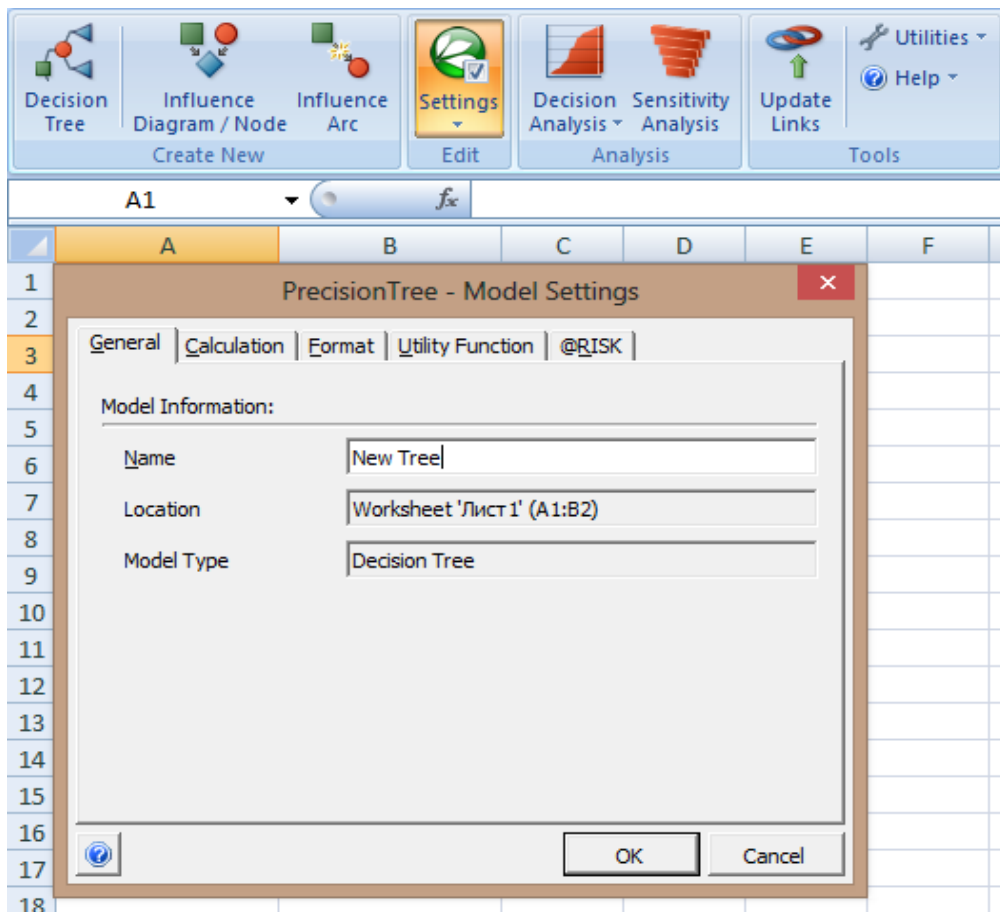 Decision Tree
Influence Diagram / Node
Influence Arc
Settings
Decision Analysis
Sensitivity Analysis
Update Links
Utilities
Help
Create New
Edit
Analysis
Tools
A1
fx
A B C D E F
1
2
3
4
5
6
7
8
9
10
11
12
13
14
15
16
17
18
PrecisionTree - Model Settings
General Calculation Format Utility Function @RISK
Model Information:
Name New Tree
Location Worksheet 'Лист1' (A1:B2)
Model Type Decision Tree
OK Cancel